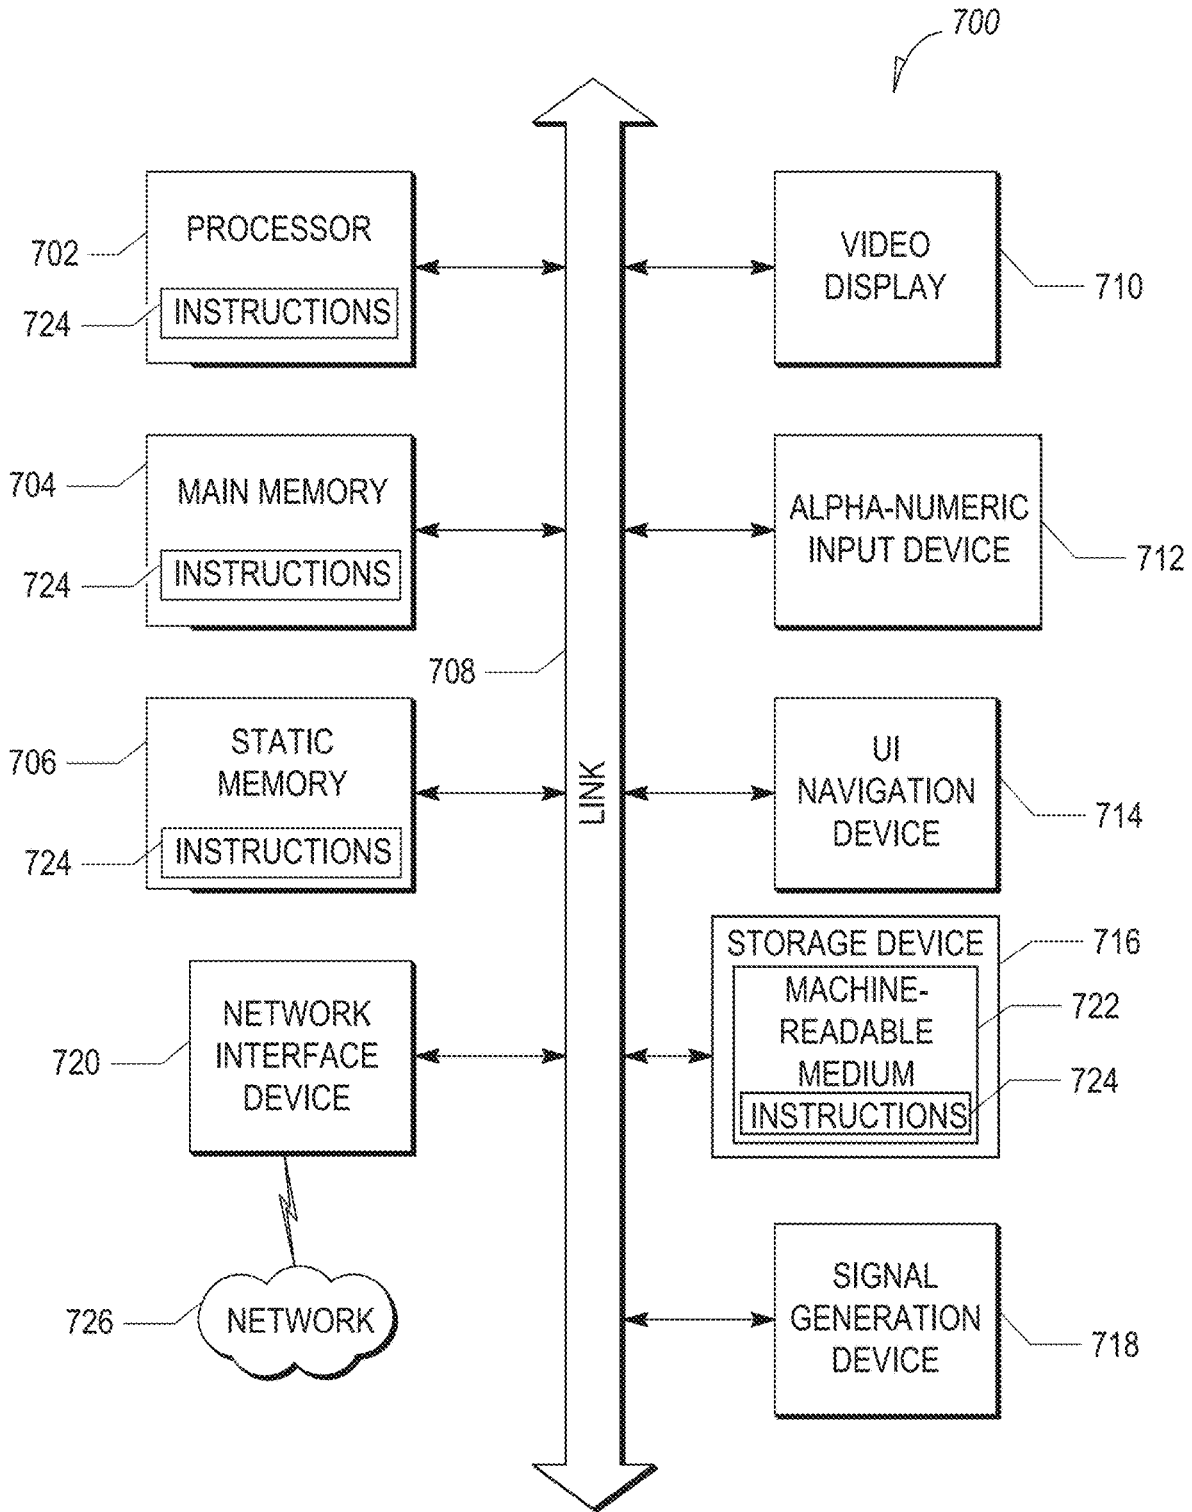 700
PROCESSOR
702
724
INSTRUCTIONS
VIDEO
DISPLAY
710
704
MAIN MEMORY
724
INSTRUCTIONS
ALPHA-NUMERIC
INPUT DEVICE
712
708
LINK
706
STATIC
MEMORY
724
INSTRUCTIONS
UI
NAVIGATION
DEVICE
714
STORAGE DEVICE
716
MACHINE-
READABLE
MEDIUM
722
INSTRUCTIONS
724
NETWORK
INTERFACE
DEVICE
720
726
NETWORK
SIGNAL
GENERATION
DEVICE
718